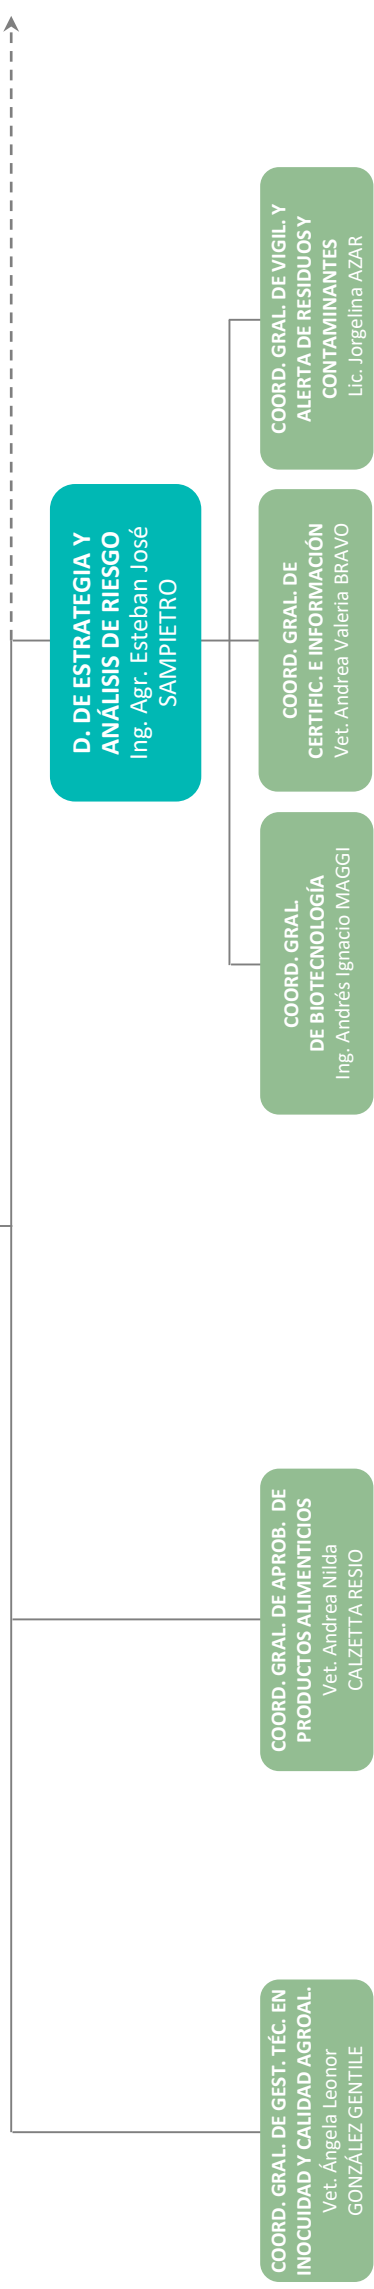 D. DE ESTRATEGIA Y
ANÁLISIS DE RIESGO
Ing. Agr. Esteban José
SAMPIETRO
COORD. GRAL. DE GEST. TÉC. EN
INOCUIDAD Y CALIDAD AGROAL.
Vet. Ángela Leonor
GONZÁLEZ GENTILE
COORD. GRAL. DE APROB. DE
PRODUCTOS ALIMENTICIOS
Vet. Andrea Nilda
CALZETTA RESIO
COORD. GRAL.
DE BIOTECNOLOGÍA
Ing. Andrés Ignacio MAGGI
COORD. GRAL. DE
CERTIFIC. E INFORMACIÓN
Vet. Andrea Valeria BRAVO
COORD. GRAL. DE VIGIL. Y
ALERTA DE RESIDUOS Y
CONTAMINANTES
Lic. Jorgelina AZAR